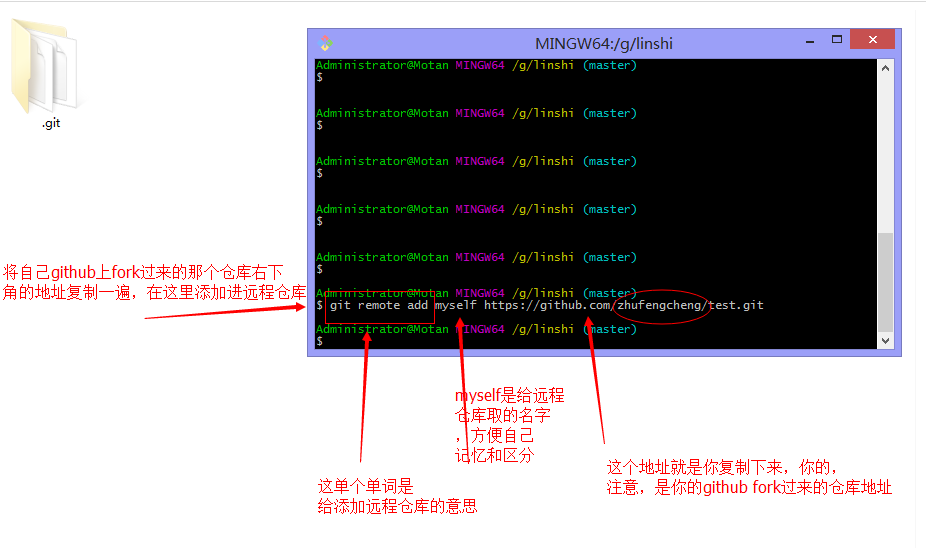 .git
MINGW64:/g/linshi
Administrator@Motan MINGW64 /g/linshi (master)
$
Administrator@Motan MINGW64 /g/linshi (master)
$
Administrator@Motan MINGW64 /g/linshi (master)
$
Administrator@Motan MINGW64 /g/linshi (master)
$
Administrator@Motan MINGW64 /g/linshi (master)
$
Administrator@Motan MINGW64 /g/linshi (master)
$ git remote add myself https://github.com/zhufengcheng/test.git
Administrator@Motan MINGW64 /g/linshi (master)
$
将自己github上fork过来的那个仓库右下
角的地址复制一遍，在这里添加进远程仓库
myself是给远程
仓库取的名字
，方便自己
记忆和区分
这单个单词是
给添加远程仓库的意思
这个地址就是你复制下来，你的，
注意，是你的github fork过来的仓库地址